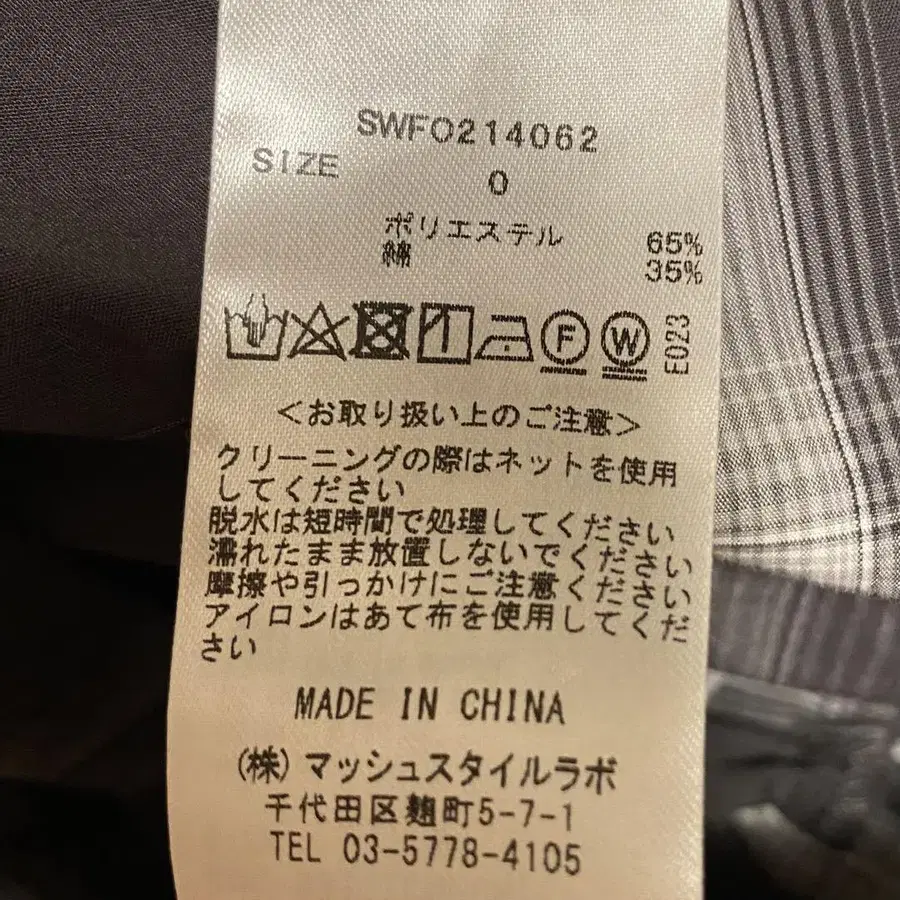 SWFO214062
SIZE 0
ポリエステル 65%
綿 35%
F W E023
＜お取り扱い上のご注意＞
クリーニングの際はネットを使用
してください
脱水は短時間で処理してください
濡れたまま放置しないでください
摩擦や引っかけにご注意ください
アイロンはあて布を使用してくだ
さい
MADE IN CHINA
(株)マッシュスタイルラボ
千代田区麹町5-7-1
TEL 03-5778-4105